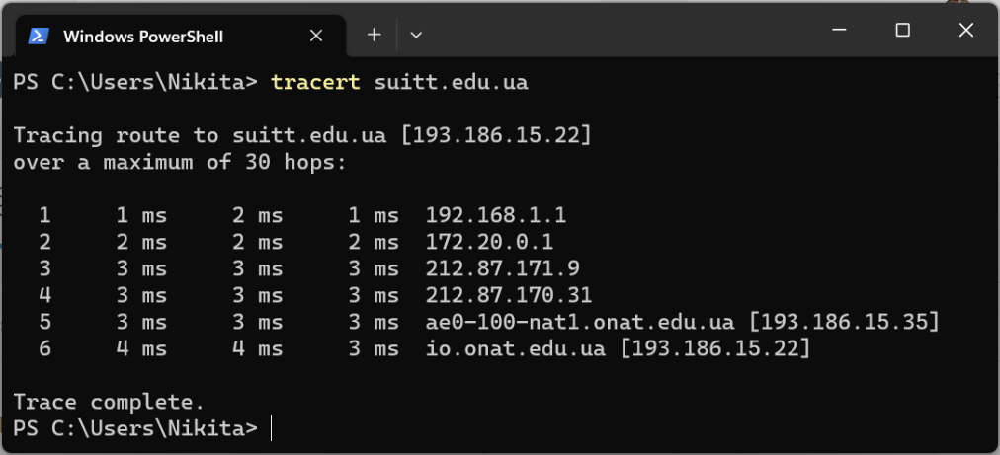 Windows PowerShell
PS C:\Users\Nikita> tracert suitt.edu.ua
Tracing route to suitt.edu.ua [193.186.15.22]
over a maximum of 30 hops:
1 1 ms 2 ms 1 ms 192.168.1.1
2 2 ms 2 ms 2 ms 172.20.0.1
3 3 ms 3 ms 3 ms 212.87.171.9
4 3 ms 3 ms 3 ms 212.87.170.31
5 3 ms 3 ms 3 ms ae0-100-nat1.onat.edu.ua [193.186.15.35]
6 4 ms 4 ms 3 ms io.onat.edu.ua [193.186.15.22]
Trace complete.
PS C:\Users\Nikita>